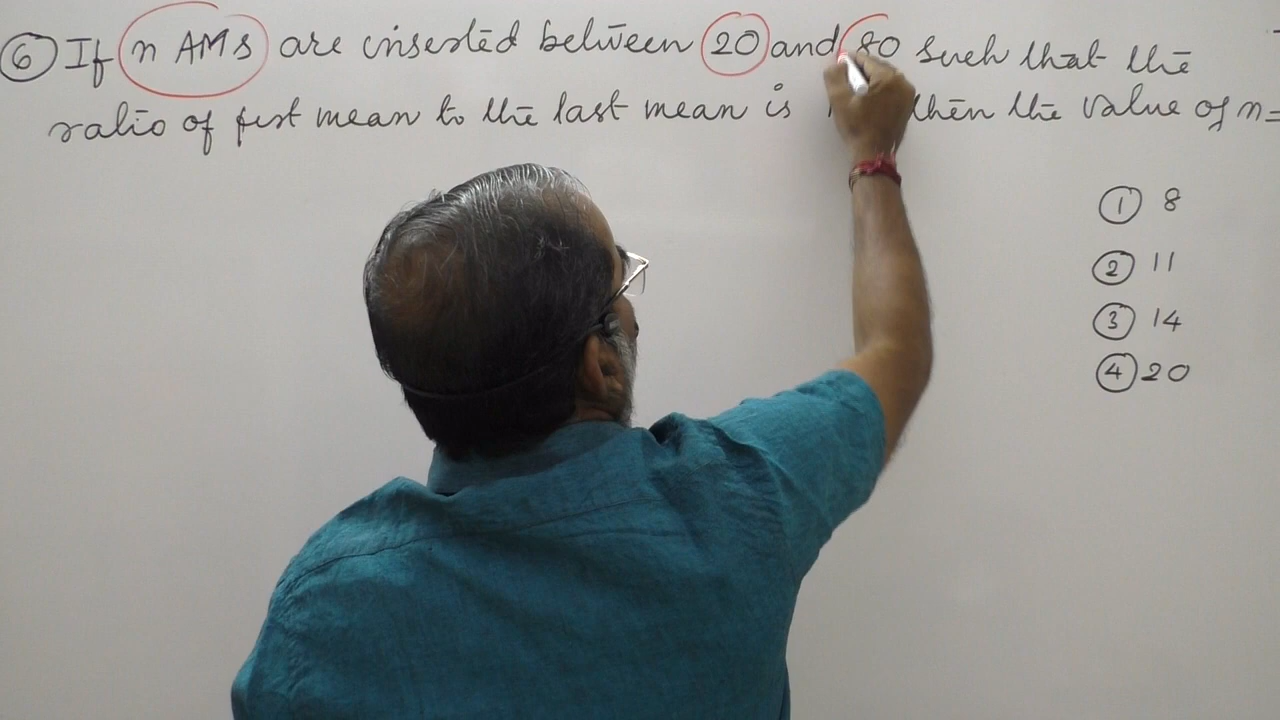 ⑥ If n AMs are inserted between 20 and 80 such that the
ratio of first mean to the last mean is then the value of n=
① 8
② 11
③ 14
④ 20